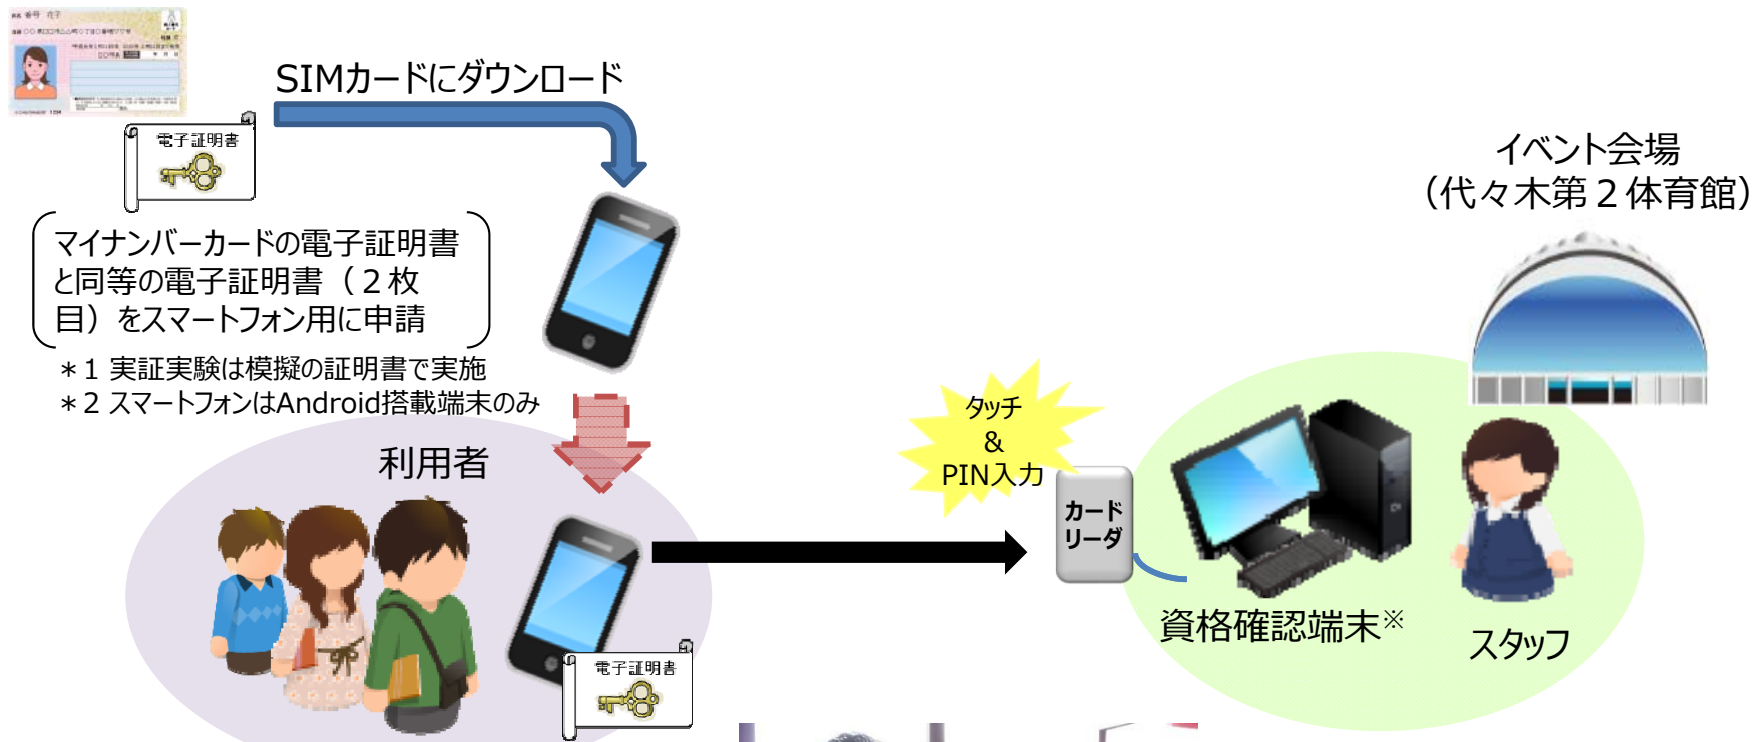 氏名 番号 花子
SIMカードにダウンロード
電子証明書
マイナンバーカードの電子証明書
と同等の電子証明書（２枚
目）をスマートフォン用に申請
＊１ 実証実験は模擬の証明書で実施
＊２ スマートフォンはAndroid搭載端末のみ
イベント会場
（代々木第２体育館）
利用者
タッチ
&
PIN入力
カード
リーダ
資格確認端末※
スタッフ
電子証明書